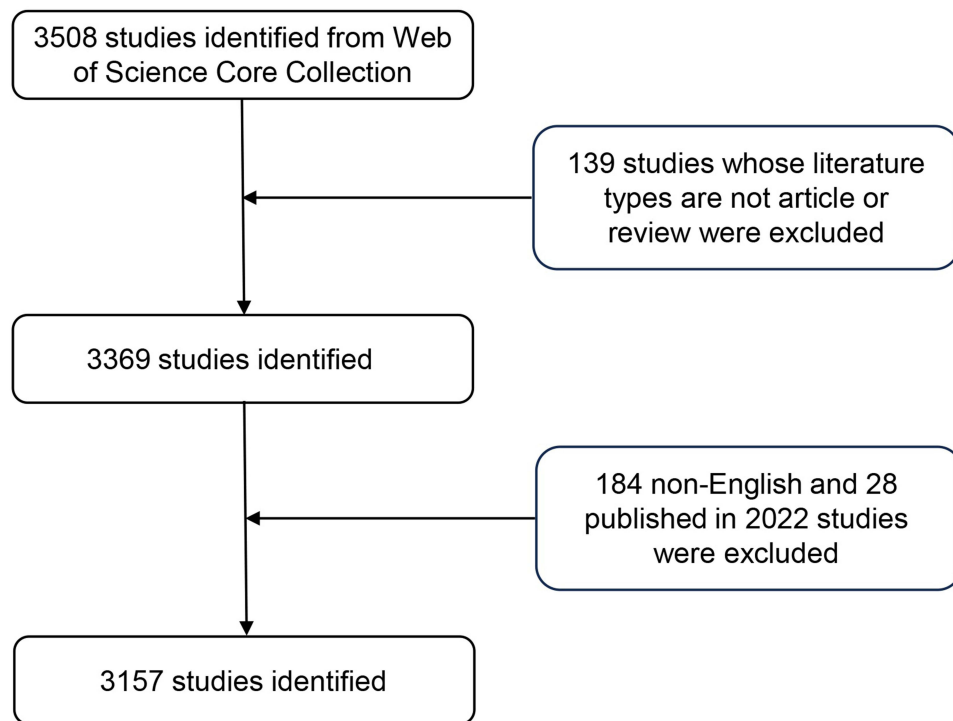 3508 studies identified from Web
of Science Core Collection
139 studies whose literature
types are not article or
review were excluded
3369 studies identified
184 non-English and 28
published in 2022 studies
were excluded
3157 studies identified